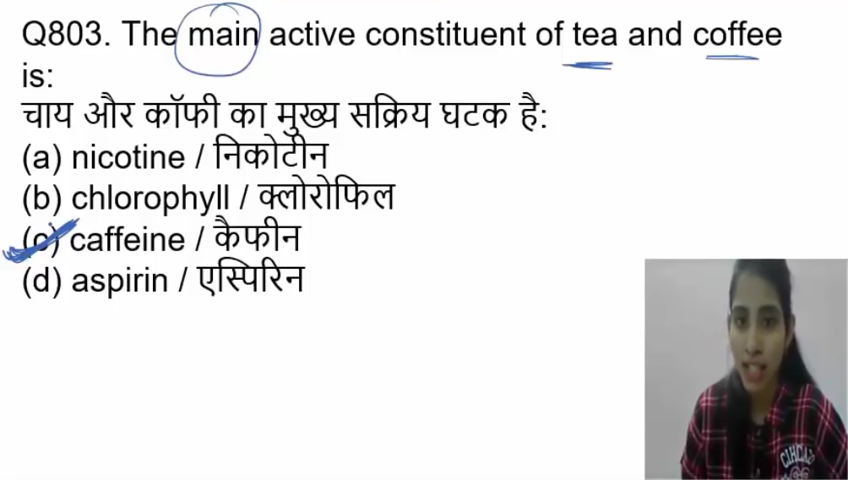 Q803. The main active constituent of tea and coffee
is:
चाय और कॉफी का मुख्य सक्रिय घटक है:
(a) nicotine / निकोटीन
(b) chlorophyll / क्लोरोफिल
(c) caffeine / कैफीन
(d) aspirin / एस्पिरिन